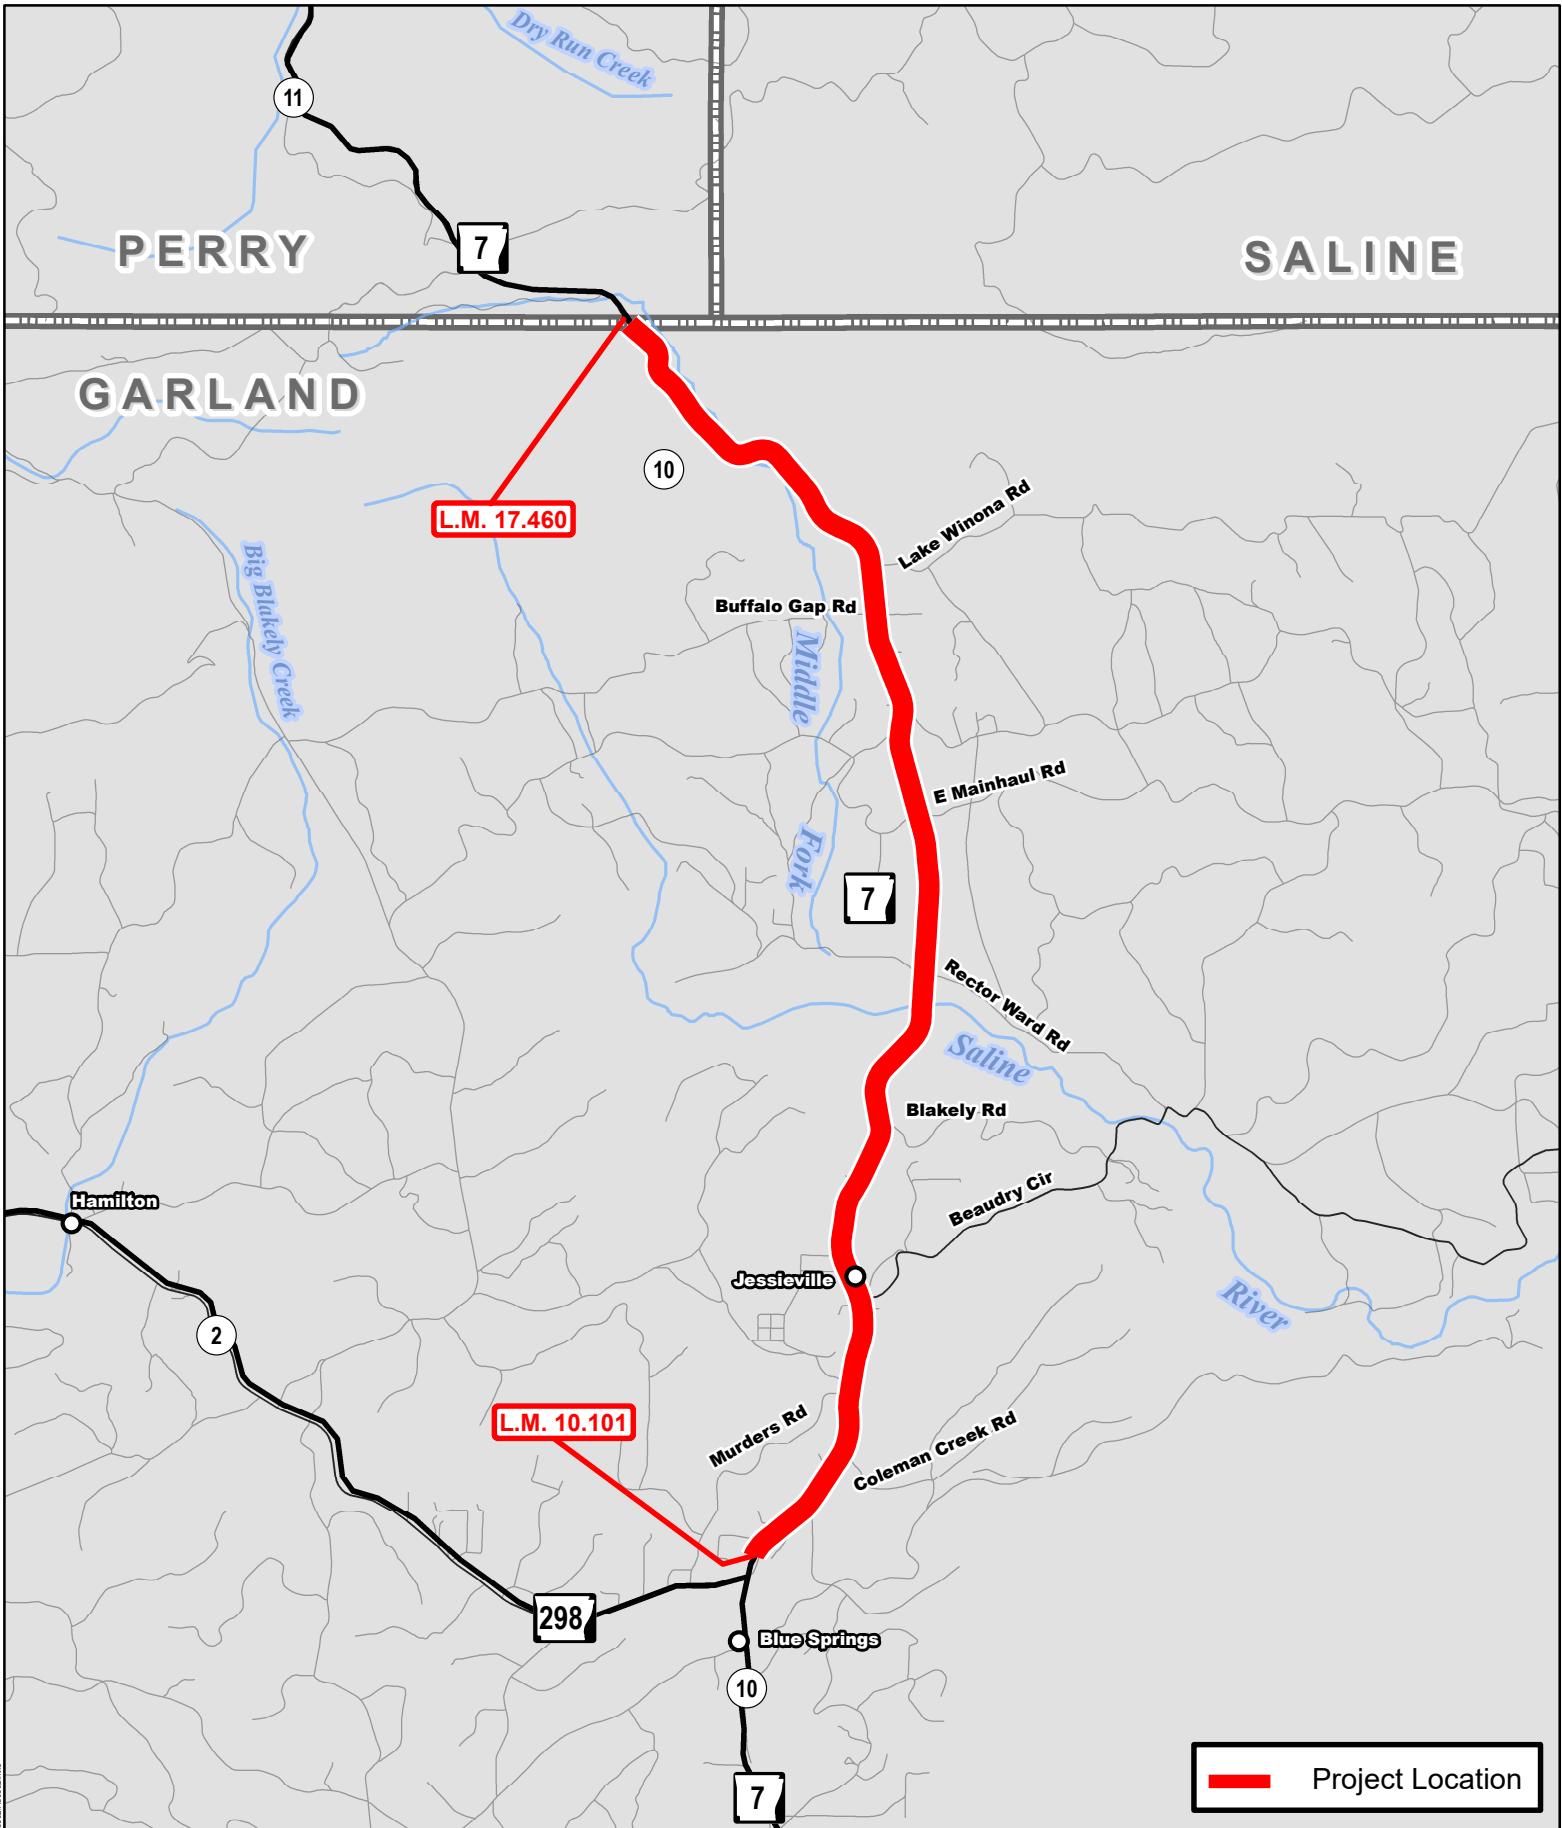 Dry Run Creek
11
PERRY
7
SALINE
GARLAND
10
L.M. 17.460
Lake Winona Rd
Big Blakely Creek
Buffalo Gap Rd
Middle
Fork
E Mainhaul Rd
7
Rector Ward Rd
Saline
River
Blakely Rd
Beaudry Cir
Hamilton
Jessieville
2
L.M. 10.101
Murders Rd
Coleman Creek Rd
298
Blue Springs
10
7
Project Location